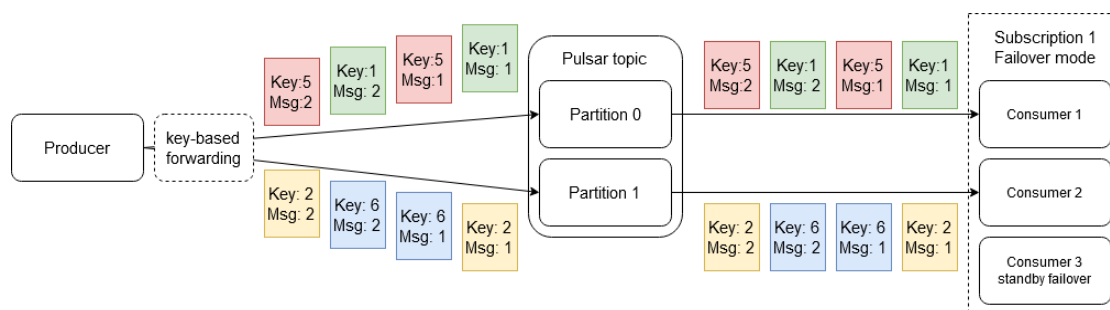 Producer
key-based
forwarding
Key:5
Msg:2
Key:1
Msg: 2
Key:5
Msg:1
Key:1
Msg: 1
Key: 2
Msg: 2
Key: 6
Msg: 2
Key: 6
Msg: 1
Key: 2
Msg: 1
Pulsar topic
Partition 0
Partition 1
Key:5
Msg:2
Key:1
Msg: 2
Key:5
Msg:1
Key:1
Msg: 1
Key: 2
Msg: 2
Key: 6
Msg: 2
Key: 6
Msg: 1
Key: 2
Msg: 1
Subscription 1
Failover mode
Consumer 1
Consumer 2
Consumer 3
standby failover